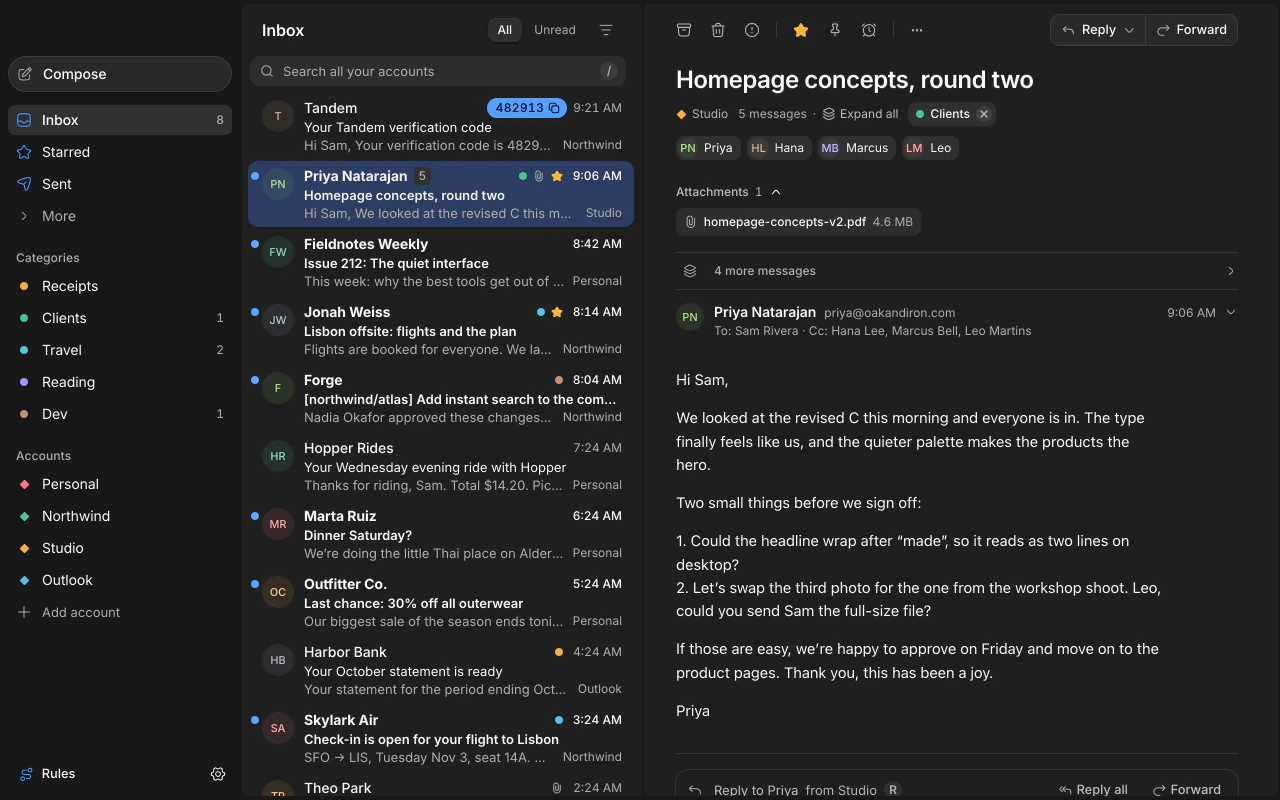 Compose
Inbox 8
Starred
Sent
More
Categories
Receipts
Clients 1
Travel 2
Reading
Dev 1
Accounts
Personal
Northwind
Studio
Outlook
Add account
Rules
Inbox
All Unread
Search all your accounts /
T Tandem 482913 9:21 AM
Your Tandem verification code
Hi Sam, Your verification code is 4829... Northwind
PN Priya Natarajan 5 9:06 AM
Homepage concepts, round two
Hi Sam, We looked at the revised C this m... Studio
FW Fieldnotes Weekly 8:42 AM
Issue 212: The quiet interface
This week: why the best tools get out of ... Personal
JW Jonah Weiss 8:14 AM
Lisbon offsite: flights and the plan
Flights are booked for everyone. We la... Northwind
F Forge 8:04 AM
[northwind/atlas] Add instant search to the com...
Nadia Okafor approved these changes... Northwind
HR Hopper Rides 7:24 AM
Your Wednesday evening ride with Hopper
Thanks for riding, Sam. Total $14.20. Pic... Personal
MR Marta Ruiz 6:24 AM
Dinner Saturday?
We’re doing the little Thai place on Alder... Personal
OC Outfitter Co. 5:24 AM
Last chance: 30% off all outerwear
Our biggest sale of the season ends toni... Personal
HB Harbor Bank 4:24 AM
Your October statement is ready
Your statement for the period ending Oct... Outlook
SA Skylark Air 3:24 AM
Check-in is open for your flight to Lisbon
SFO → LIS, Tuesday Nov 3, seat 14A. ... Northwind
TP Theo Park 2:24 AM
Reply Forward
Homepage concepts, round two
Studio 5 messages · Expand all Clients
PN Priya HL Hana MB Marcus LM Leo
Attachments 1
homepage-concepts-v2.pdf 4.6 MB
4 more messages
PN Priya Natarajan priya@oakandiron.com 9:06 AM
To: Sam Rivera · Cc: Hana Lee, Marcus Bell, Leo Martins
Hi Sam,
We looked at the revised C this morning and everyone is in. The type
finally feels like us, and the quieter palette makes the products the
hero.
Two small things before we sign off:
1. Could the headline wrap after “made”, so it reads as two lines on
desktop?
2. Let’s swap the third photo for the one from the workshop shoot. Leo,
could you send Sam the full-size file?
If those are easy, we’re happy to approve on Friday and move on to the
product pages. Thank you, this has been a joy.
Priya
Reply to Priya from Studio R Reply all Forward